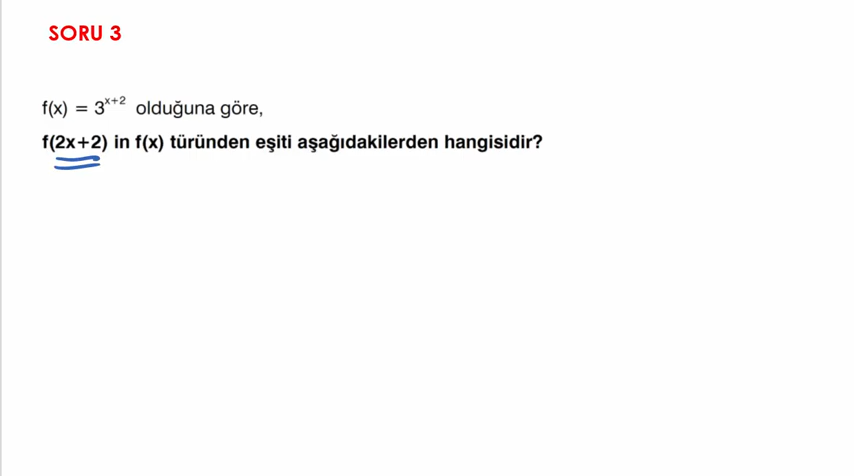 SORU 3
f(x) = 3^{x+2} olduğuna göre,
f(2x+2) in f(x) türünden eşiti aşağıdakilerden hangisidir?